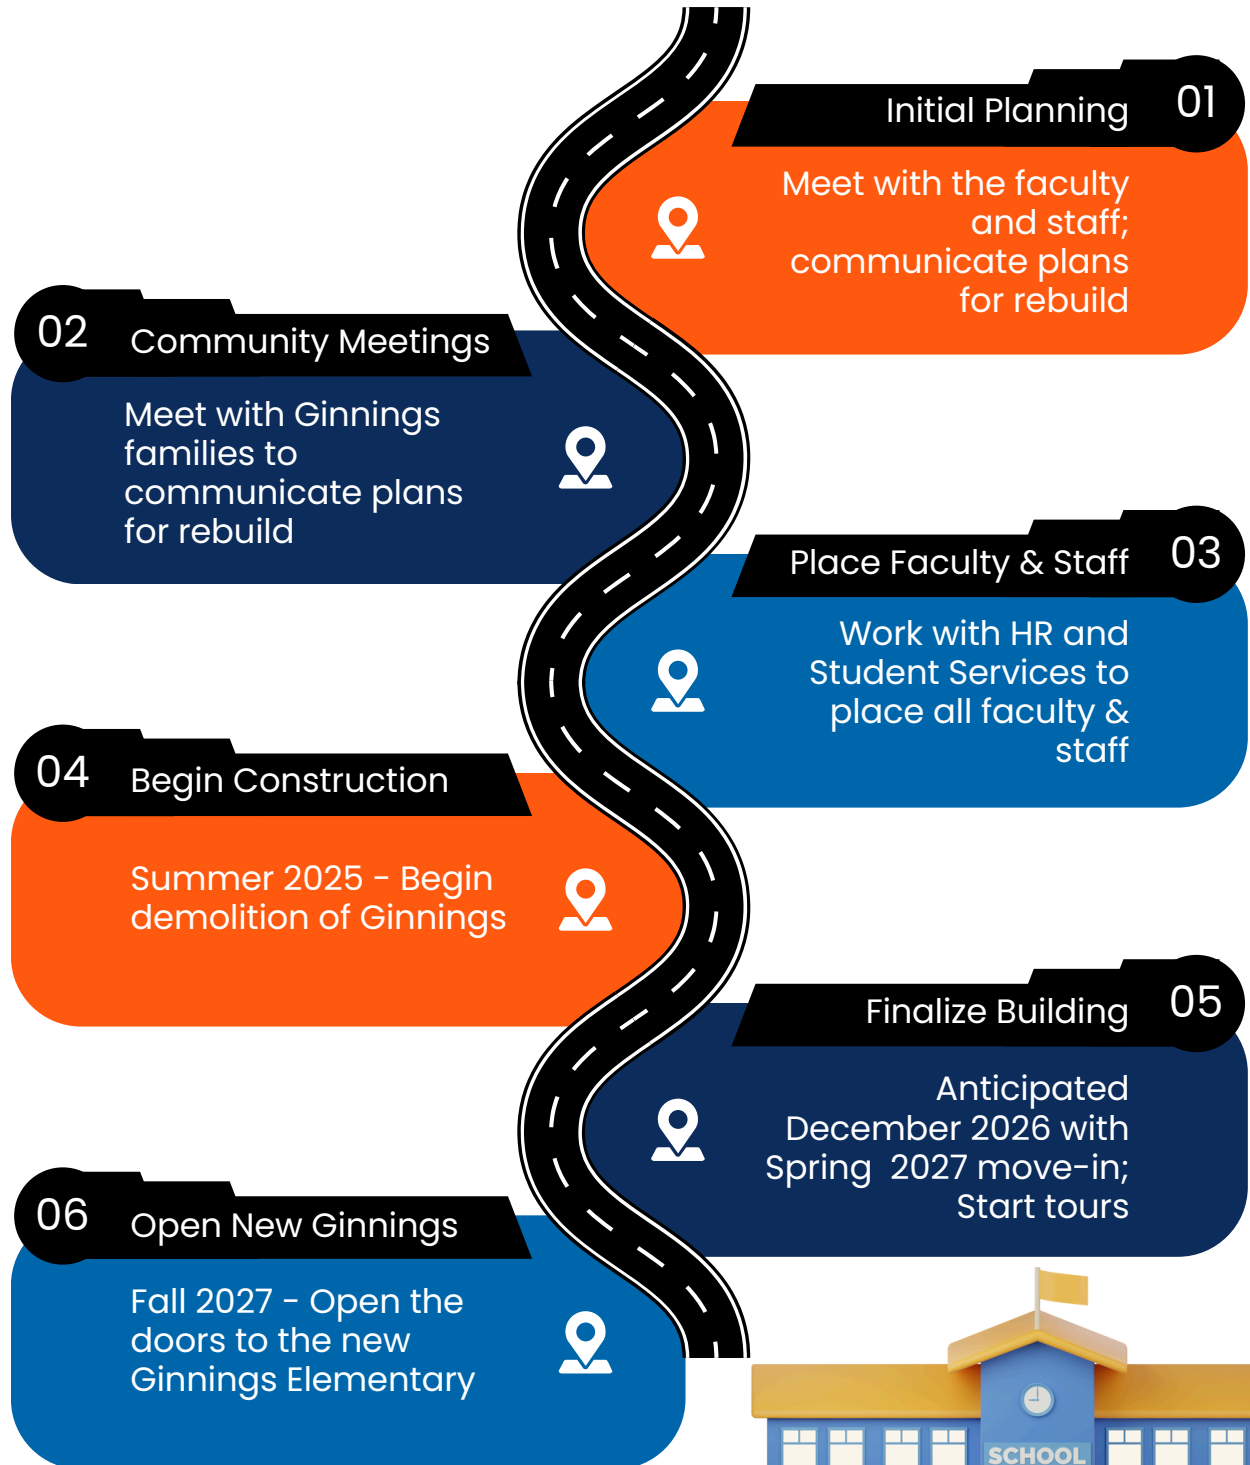 Initial Planning
01
Meet with the faculty
and staff;
communicate plans
for rebuild
02
Community Meetings
Meet with Ginnings
families to
communicate plans
for rebuild
Place Faculty & Staff
03
Work with HR and
Student Services to
place all faculty &
staff
04
Begin Construction
Summer 2025 - Begin
demolition of Ginnings
Finalize Building
05
Anticipated
December 2026 with
Spring  2027 move-in;
Start tours
06
Open New Ginnings
Fall 2027 - Open the
doors to the new
Ginnings Elementary
SCHOOL